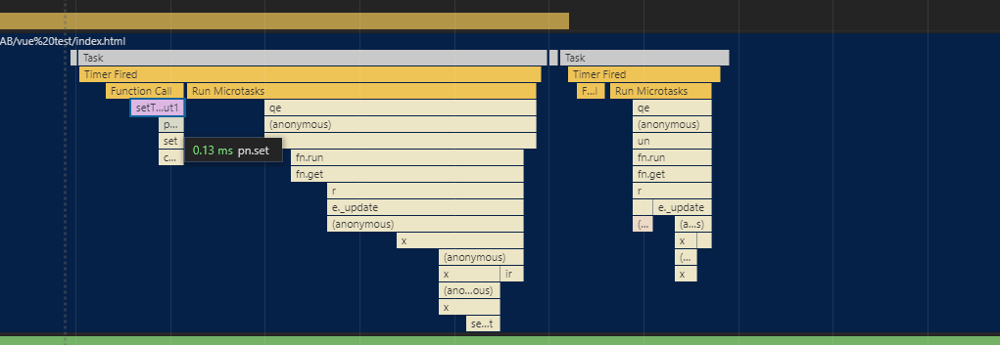 AB/vue%20test/index.html
Task Task
Timer Fired Timer Fired
Function Call Run Microtasks F...l Run Microtasks
setT...ut1 qe qe
p... (anonymous) (anonymous)
set un
c... 0.13 ms pn.set fn.run fn.run
fn.get fn.get
r r
e._update e._update
(anonymous) (... (a...s)
x x
(anonymous) (...
x ir x
(ano...ous)
x
se...t